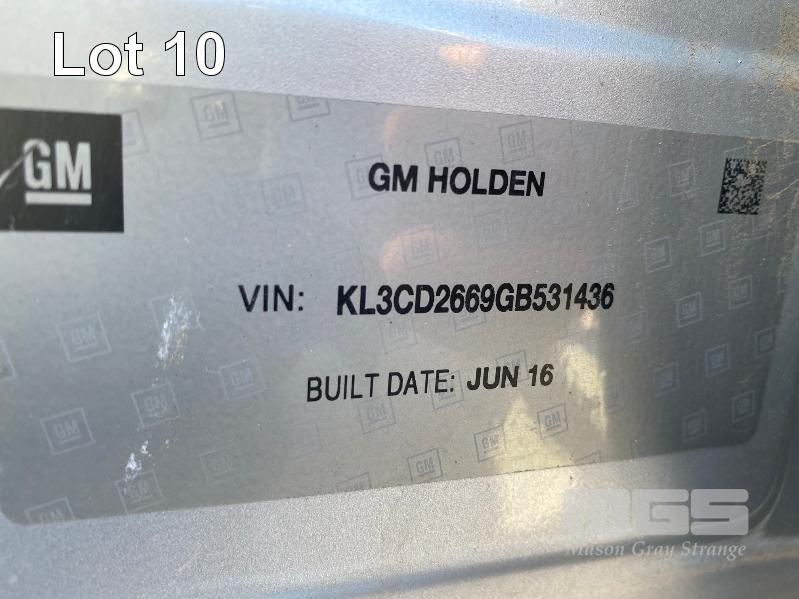 Lot 10
GM
GM HOLDEN
VIN: KL3CD2669GB531436
BUILT DATE: JUN 16
MGS
Mason Gray Strange